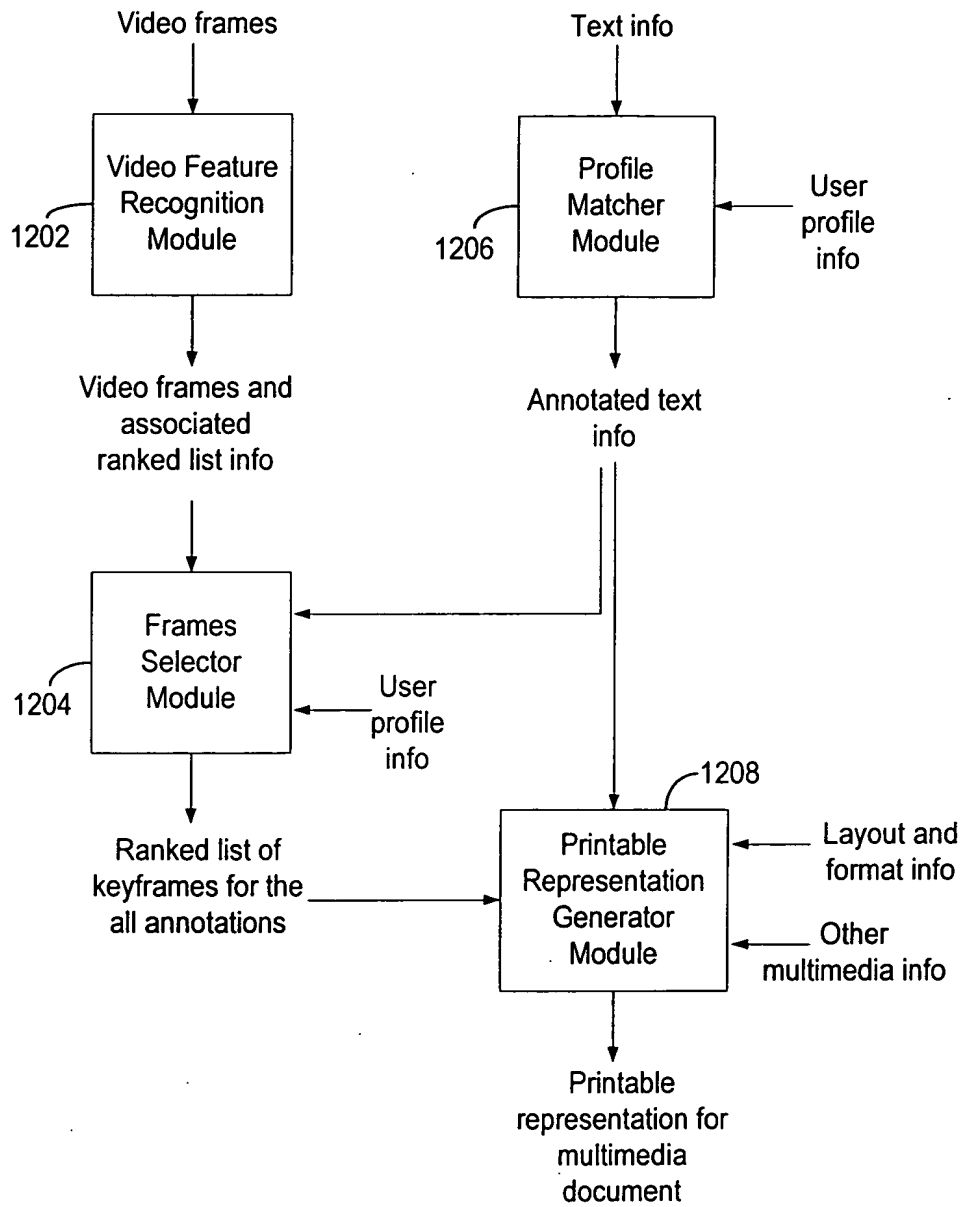 Video frames
Text info
Video Feature
Recognition
Module
1202
Profile
Matcher
Module
1206
User
profile
info
Video frames and
associated
ranked list info
Annotated text
info
Frames
Selector
Module
1204
User
profile
info
1208
Ranked list of
keyframes for the
all annotations
Printable
Representation
Generator
Module
Layout and
format info
Other
multimedia info
Printable
representation for
multimedia
document